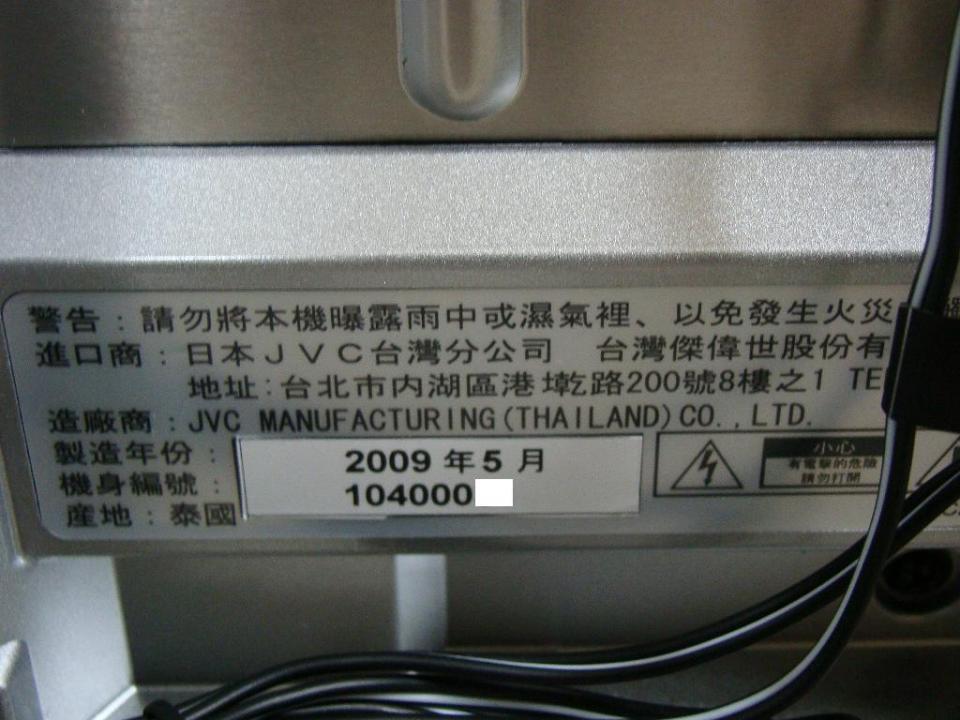 警告：請勿將本機曝露雨中或濕氣裡、以免發生火災
進口商：日本ＪＶＣ台灣分公司　台灣傑偉世股份有
地址:台北市內湖區港墘路200號8樓之1 TE
造廠商：JVC MANUFACTURING(THAILAND)CO.,LTD.
製造年份：2009 年 5 月
機身編號：104000
産地：泰國
小心
有電擊的危險
請勿打開